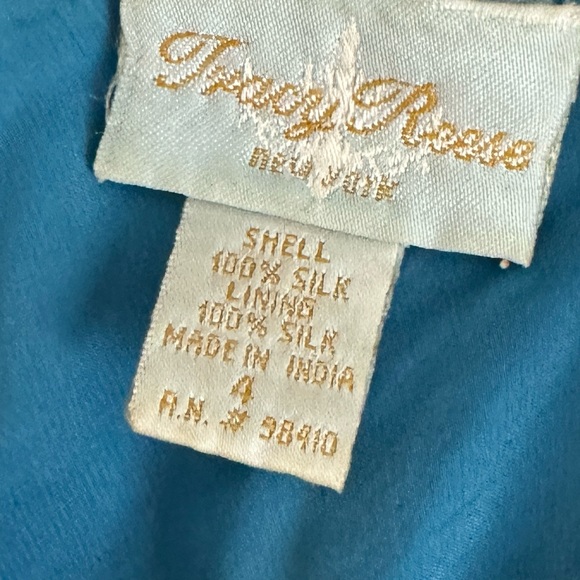 Tracy Reese
NEW YORK
SHELL
100% SILK
LINING
100% SILK
MADE IN INDIA
4
R.N. # 98410